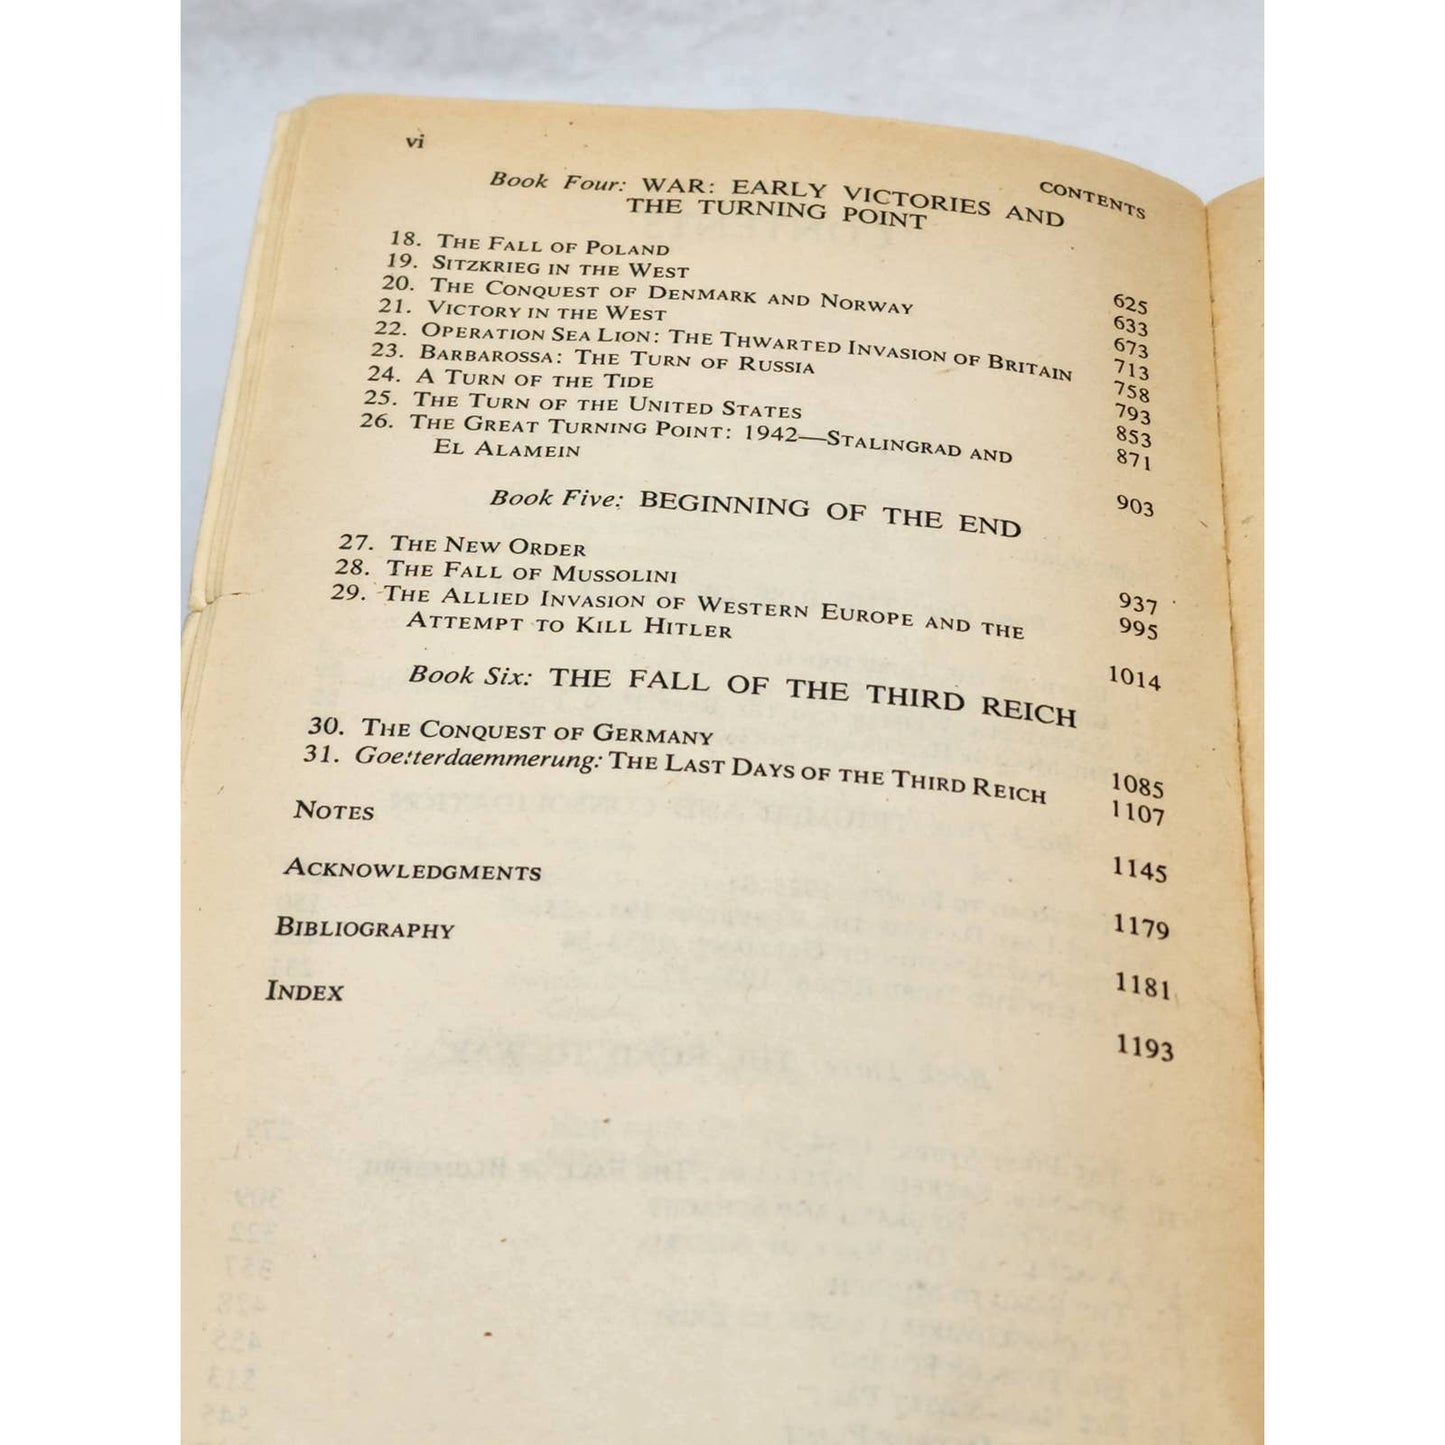 vi
CONTENTS
Book Four: WAR: EARLY VICTORIES AND
THE TURNING POINT
18. THE FALL OF POLAND 625
19. SITZKRIEG IN THE WEST 633
20. THE CONQUEST OF DENMARK AND NORWAY 673
21. VICTORY IN THE WEST 713
22. OPERATION SEA LION: THE THWARTED INVASION OF BRITAIN 758
23. BARBAROSSA: THE TURN OF RUSSIA 793
24. A TURN OF THE TIDE 853
25. THE TURN OF THE UNITED STATES 871
26. THE GREAT TURNING POINT: 1942—STALINGRAD AND
EL ALAMEIN 903
Book Five: BEGINNING OF THE END
27. THE NEW ORDER 937
28. THE FALL OF MUSSOLINI 995
29. THE ALLIED INVASION OF WESTERN EUROPE AND THE
ATTEMPT TO KILL HITLER 1014
Book Six: THE FALL OF THE THIRD REICH
30. THE CONQUEST OF GERMANY 1085
31. Goetterdaemmerung: THE LAST DAYS OF THE THIRD REICH 1107
NOTES 1145
ACKNOWLEDGMENTS 1179
BIBLIOGRAPHY 1181
INDEX 1193